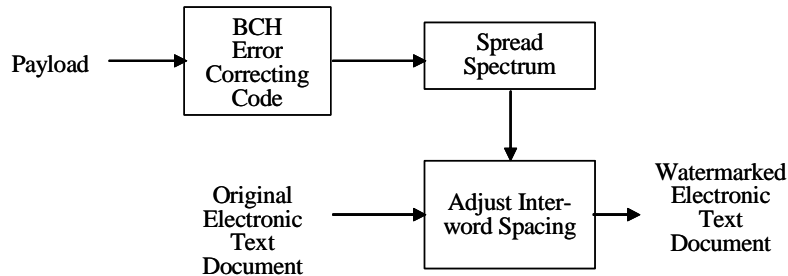 Payload
BCH
Error
Correcting
Code
Spread
Spectrum
Original
Electronic
Text
Document
Adjust Inter-
word Spacing
Watermarked
Electronic
Text
Document